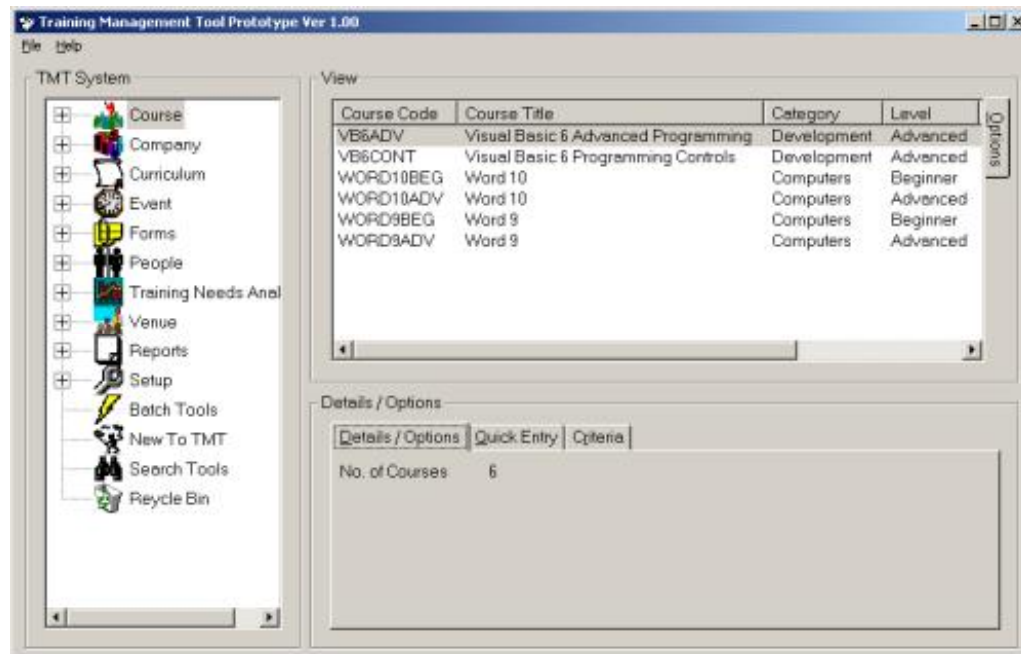 Training Management Tool Prototype Ver 1.00
File Help
TMT System
Course
Company
Curriculum
Event
Forms
People
Training Needs Anal
Venue
Reports
Setup
Batch Tools
New To TMT
Search Tools
Reycle Bin
View
Course Code Course Title Category Level
VB6ADV Visual Basic 6 Advanced Programming Development Advanced
VB6CONT Visual Basic 6 Programming Controls Development Advanced
WORD10BEG Word 10 Computers Beginner
WORD10ADV Word 10 Computers Advanced
WORD9BEG Word 9 Computers Beginner
WORD9ADV Word 9 Computers Advanced
Options
Details / Options
Details / Options Quick Entry Criteria
No. of Courses 6